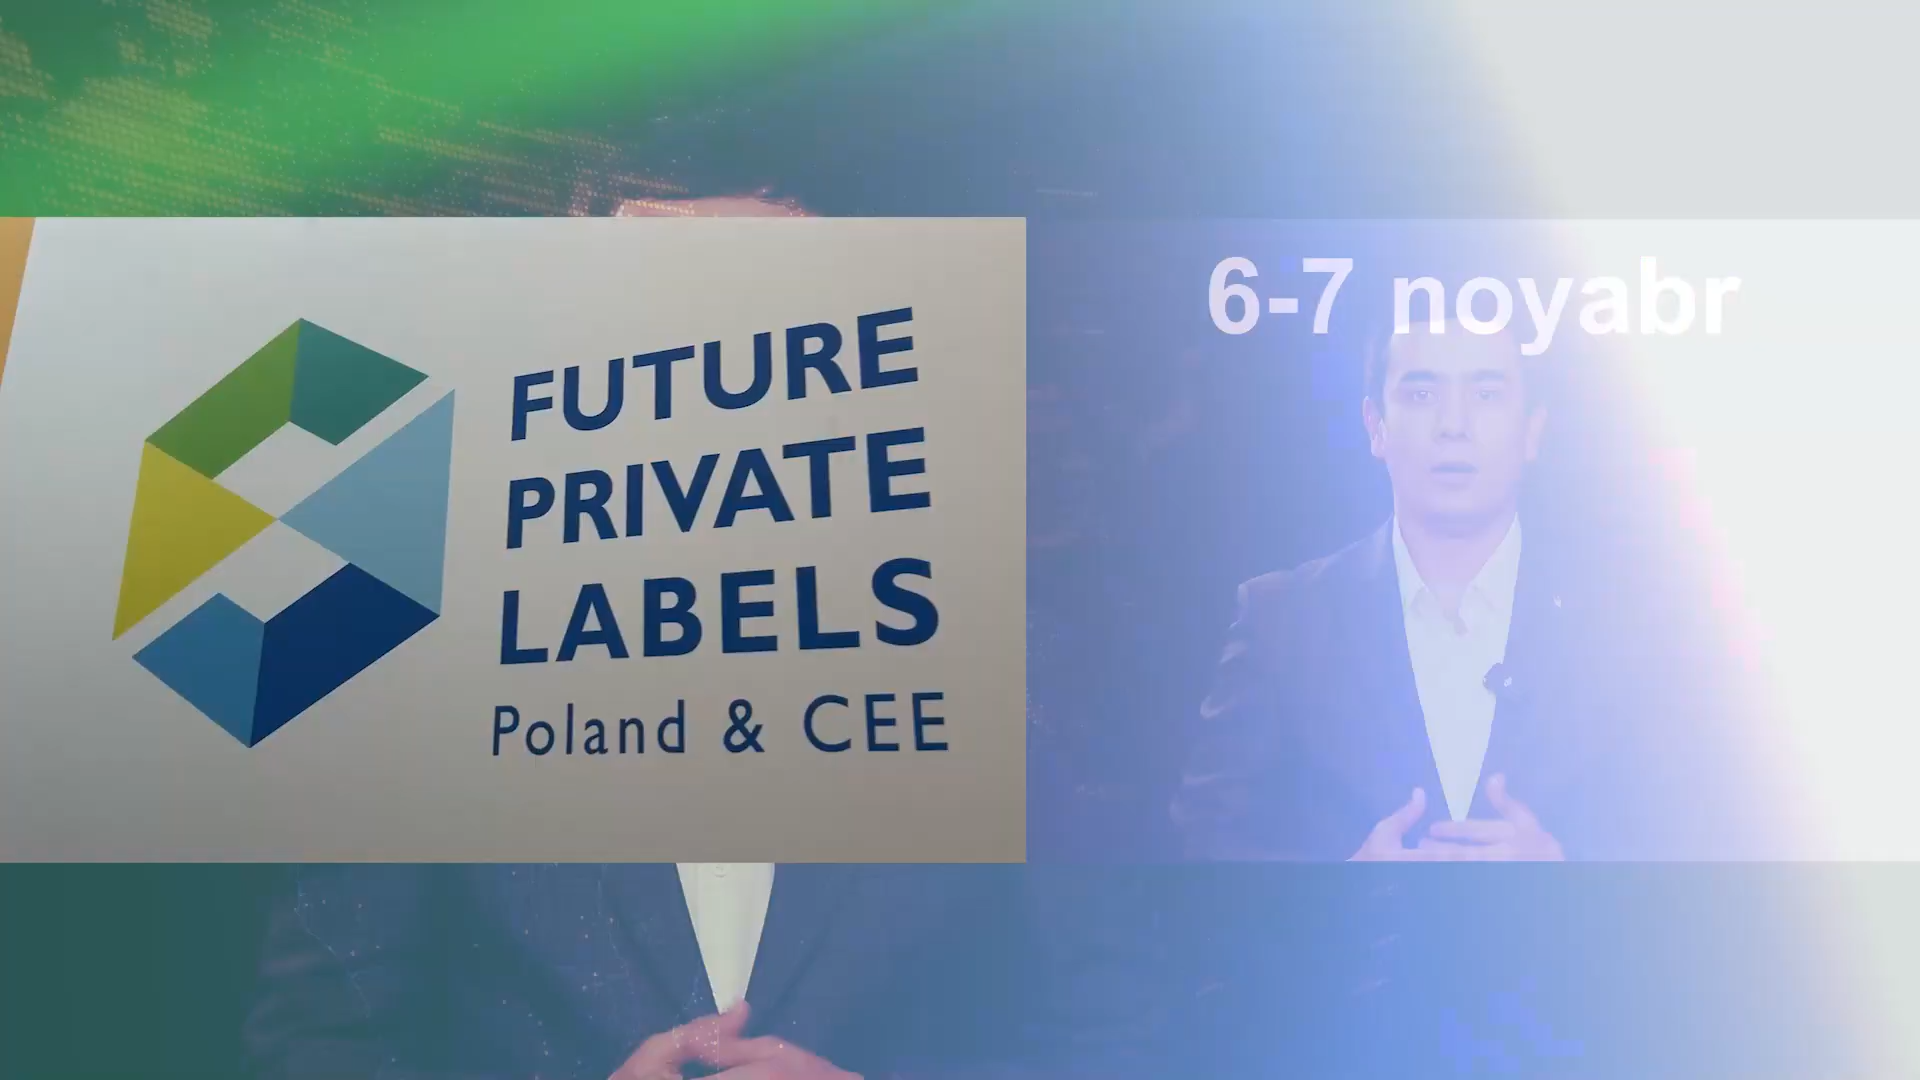 FUTURE
PRIVATE
LABELS
Poland & CEE
6-7 noyabr